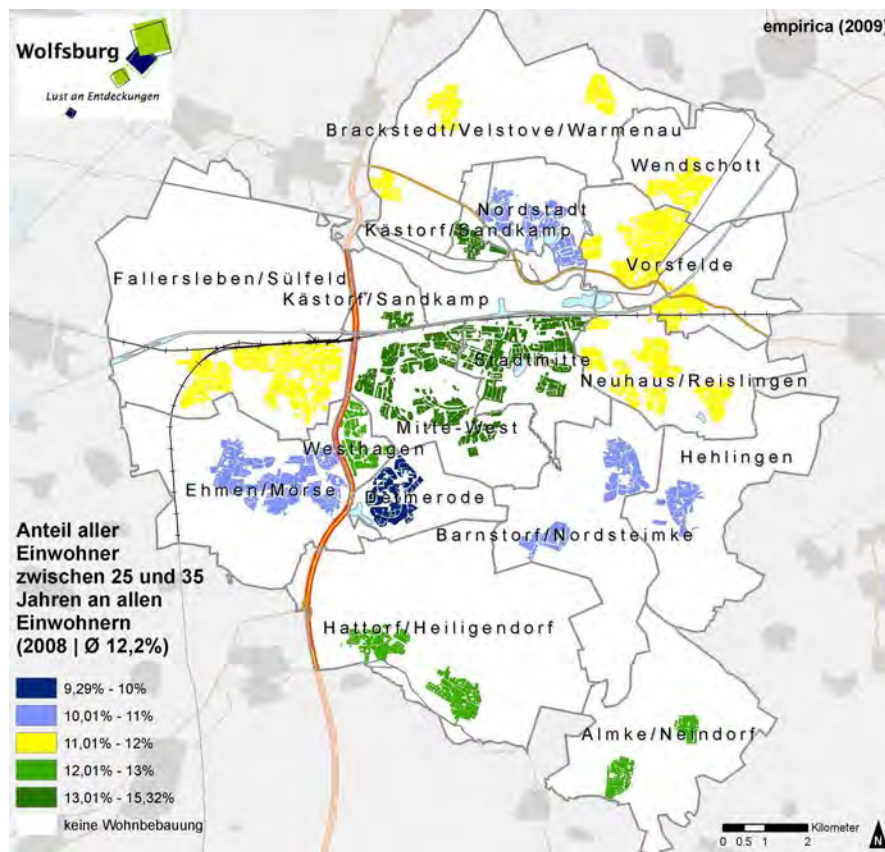 Wolfsburg
Lust an Entdeckungen
empirica (2009)
Brackstedt/Velstove/Warmenau
Wendschott
Nordstadt
Kästorf/Sandkamp
Vorsfelde
Fallersleben/Sülfeld
Kästorf/Sandkamp
Stadtmitte
Neuhaus/Reislingen
Mitte-West
Westhagen
Hehlingen
Ehmen/Mörse
Detmerode
Barnstorf/Nordsteimke
Hattorf/Heiligendorf
Almke/Neindorf
Anteil aller
Einwohner
zwischen 25 und 35
Jahren an allen
Einwohnern
(2008 | Ø 12,2%)
9,29% - 10%
10,01% - 11%
11,01% - 12%
12,01% - 13%
13,01% - 15,32%
keine Wohnbebauung
Kilometer
0 0.5 1 2
N